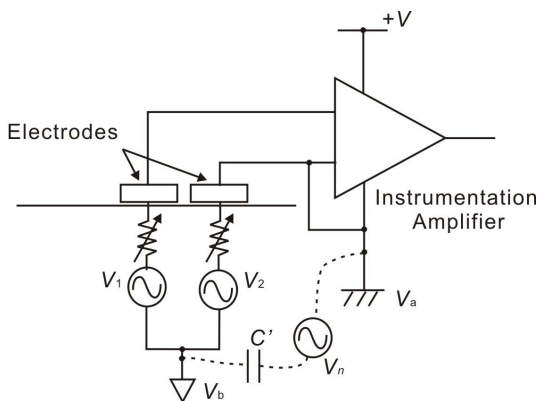 +V
Electrodes
Instrumentation
Amplifier
V1
V2
Va
C'
Vn
Vb